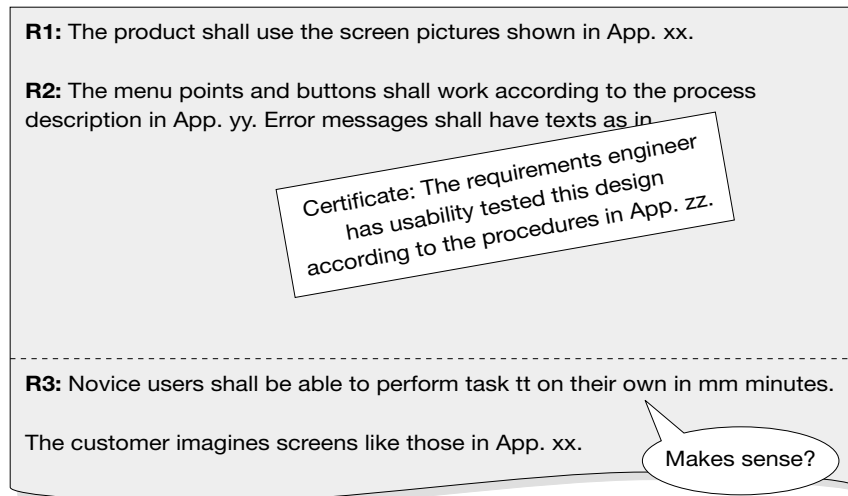 R1: The product shall use the screen pictures shown in App. xx.
R2: The menu points and buttons shall work according to the process
description in App. yy. Error messages shall have texts as in
Certificate: The requirements engineer
has usability tested this design
according to the procedures in App. zz.
R3: Novice users shall be able to perform task tt on their own in mm minutes.
The customer imagines screens like those in App. xx.
Makes sense?